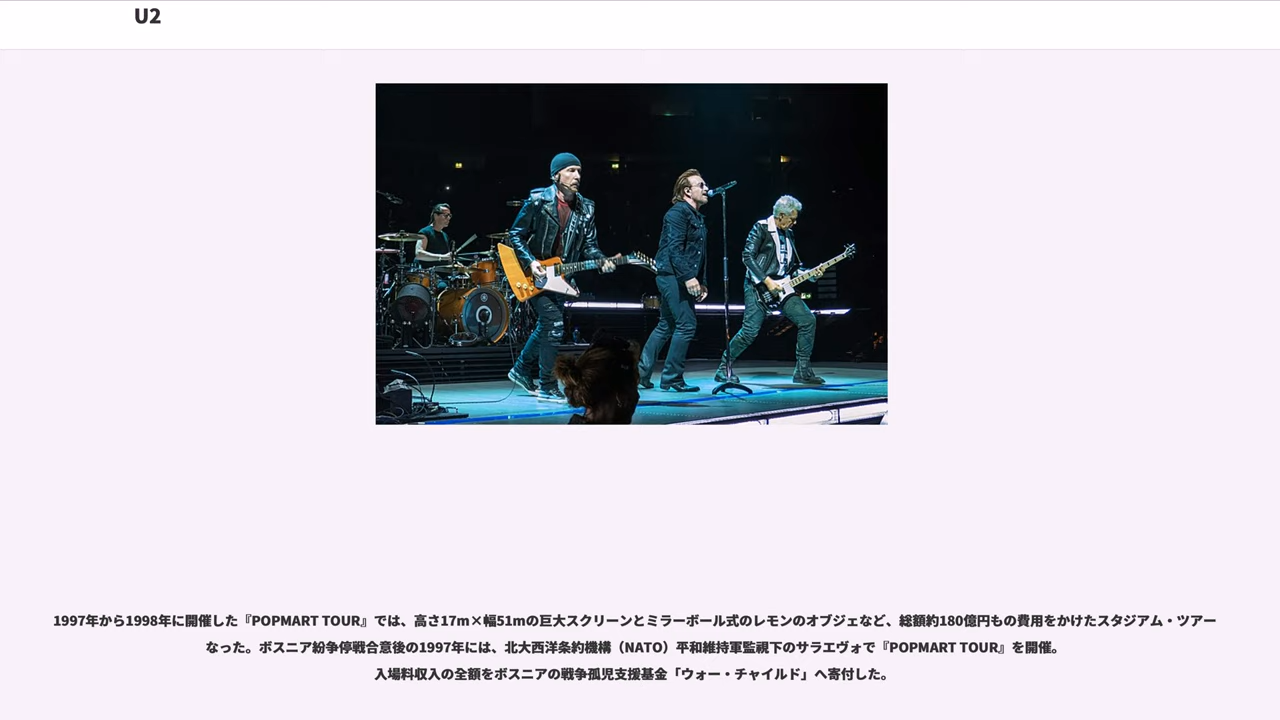 U2
1997年から1998年に開催した『POPMART TOUR』では、高さ17m×幅51mの巨大スクリーンとミラーボール式のレモンのオブジェなど、総額約180億円もの費用をかけたスタジアム・ツアー
なった。ボスニア紛争停戦合意後の1997年には、北大西洋条約機構（NATO）平和維持軍監視下のサラエヴォで『POPMART TOUR』を開催。
入場料収入の全額をボスニアの戦争孤児支援基金「ウォー・チャイルド」へ寄付した。